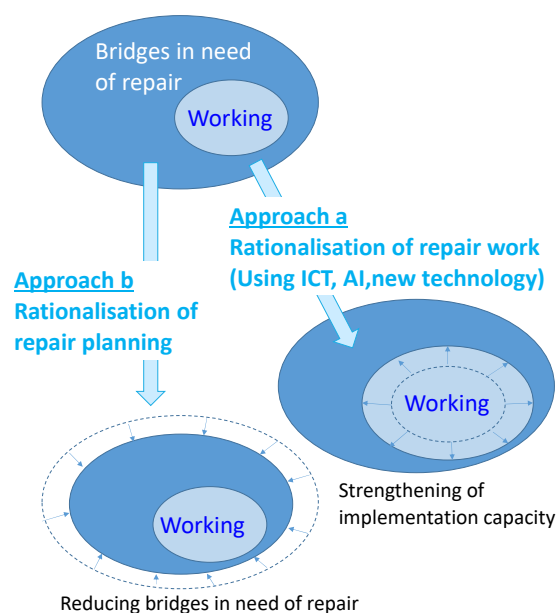 Bridges in need
of repair
Working
Approach a
Rationalisation of repair work
(Using ICT, AI,new technology)
Approach b
Rationalisation of
repair planning
Working
Strengthening of
implementation capacity
Working
Reducing bridges in need of repair